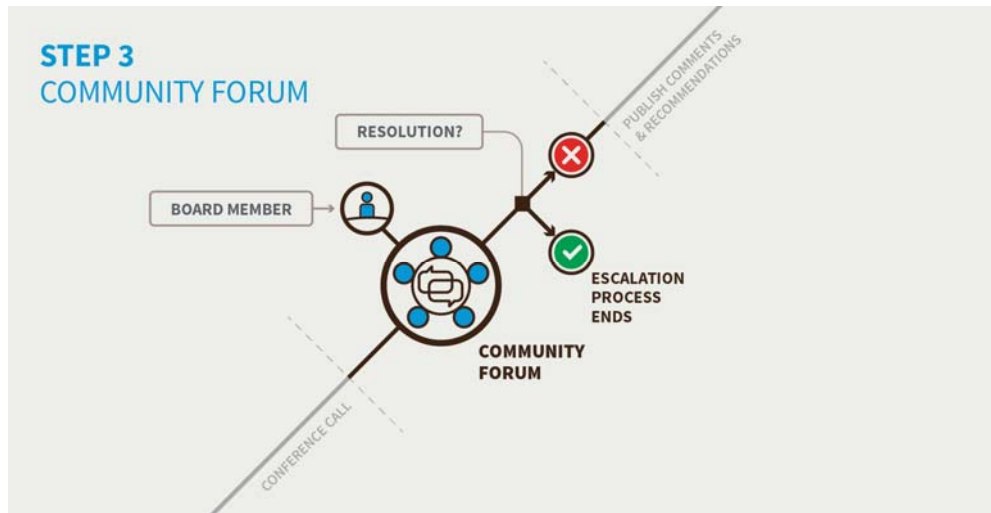 STEP 3
COMMUNITY FORUM
PUBLISH COMMENTS
& RECOMMENDATIONS
RESOLUTION?
BOARD MEMBER
ESCALATION
PROCESS
ENDS
COMMUNITY
FORUM
CONFERENCE CALL